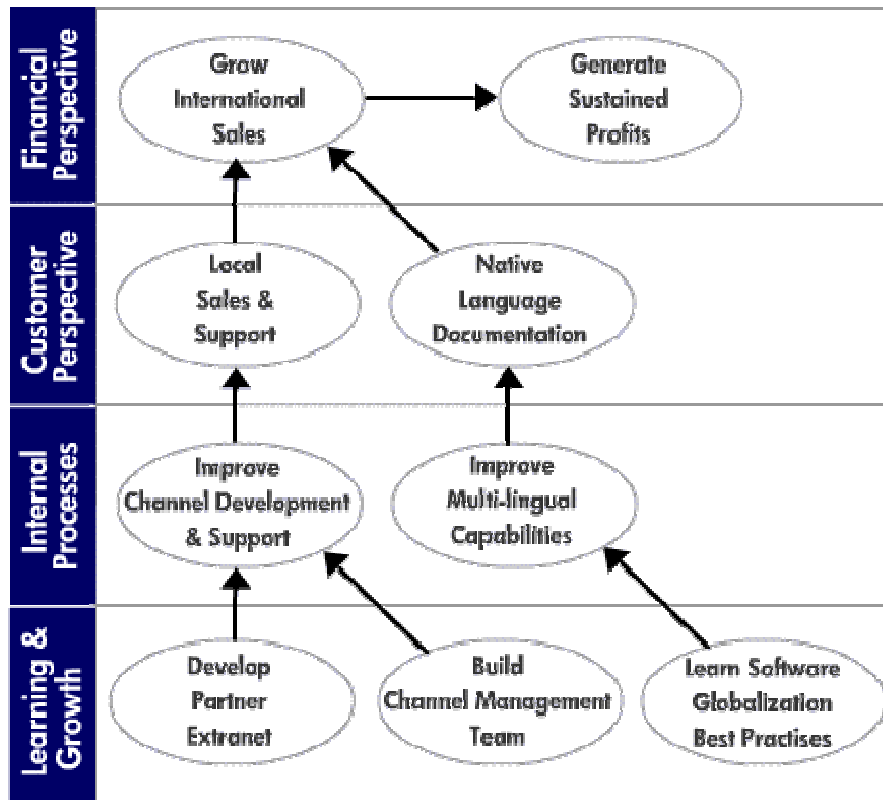 Financial
Perspective
Grow
International
Sales
Generate
Sustained
Profits
Customer
Perspective
Local
Sales &
Support
Native
Language
Documentation
Internal
Processes
Improve
Channel Development
& Support
Improve
Multi-lingual
Capabilities
Learning &
Growth
Develop
Partner
Extranet
Build
Channel Management
Team
Learn Software
Globalization
Best Practises